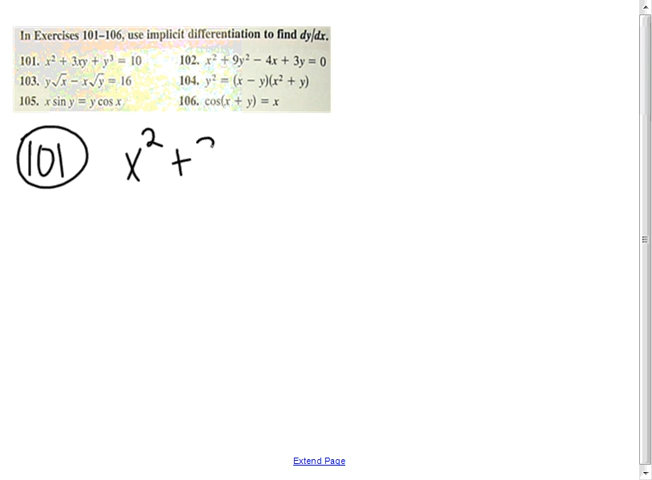 In Exercises 101–106, use implicit differentiation to find dy/dx.
101. x² + 3xy + y³ = 10 102. x² + 9y² − 4x + 3y = 0
103. y√x − x√y = 16 104. y² = (x − y)(x² + y)
105. x sin y = y cos x 106. cos(x + y) = x
101 x² +
Extend Page